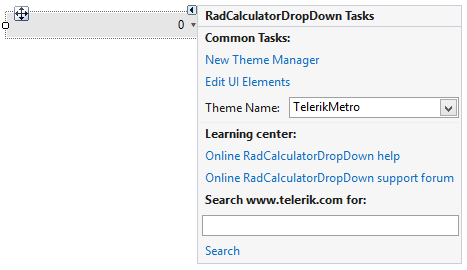 0
RadCalculatorDropDown Tasks
Common Tasks:
New Theme Manager
Edit UI Elements
Theme Name: TelerikMetro
Learning center:
Online RadCalculatorDropDown help
Online RadCalculatorDropDown support forum
Search www.telerik.com for:
Search